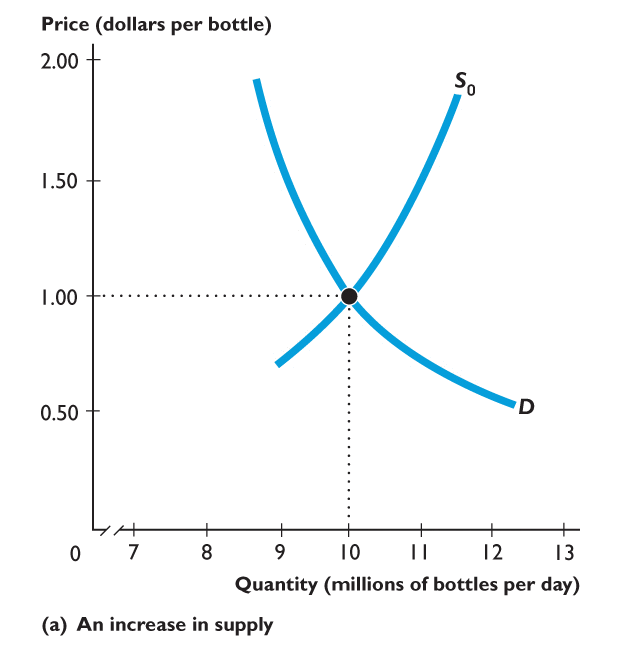 Price (dollars per bottle)
2.00
S0
1.50
1.00
0.50
D
0
7 8 9 10 11 12 13
Quantity (millions of bottles per day)
(a) An increase in supply